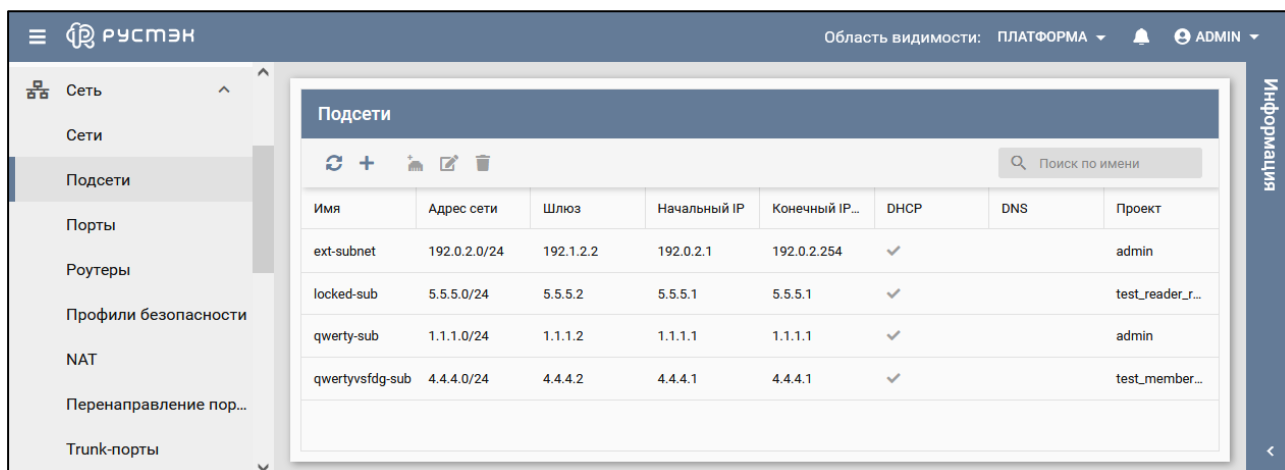 РУСТЭК
Область видимости: ПЛАТФОРМА ADMIN
Сеть
Сети
Подсети
Порты
Роутеры
Профили безопасности
NAT
Перенаправление пор...
Trunk-порты
Подсети
Поиск по имени
Имя Адрес сети Шлюз Начальный IP Конечный IP... DHCP DNS Проект
ext-subnet 192.0.2.0/24 192.1.2.2 192.0.2.1 192.0.2.254 admin
locked-sub 5.5.5.0/24 5.5.5.2 5.5.5.1 5.5.5.1 test_reader_r...
qwerty-sub 1.1.1.0/24 1.1.1.2 1.1.1.1 1.1.1.1 admin
qwertyvsfdg-sub 4.4.4.0/24 4.4.4.2 4.4.4.1 4.4.4.1 test_member...
Информация